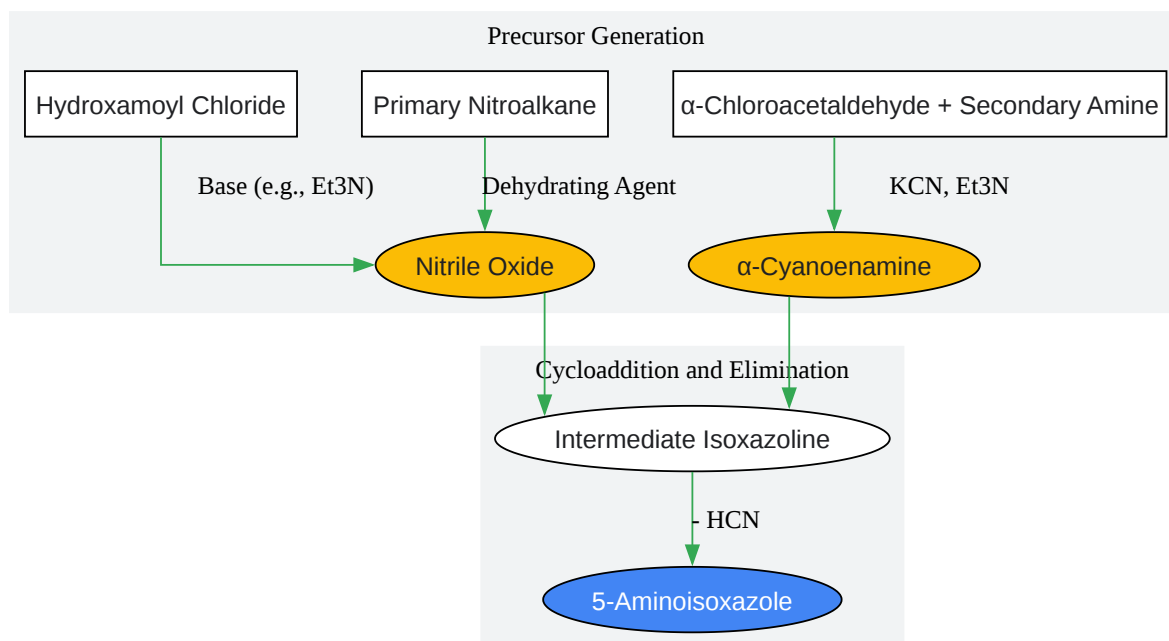 Precursor Generation
Hydroxamoyl Chloride
Primary Nitroalkane
α-Chloroacetaldehyde + Secondary Amine
Base (e.g., Et3N)
Dehydrating Agent
KCN, Et3N
Nitrile Oxide
α-Cyanoenamine
Cycloaddition and Elimination
Intermediate Isoxazoline
- HCN
5-Aminoisoxazole